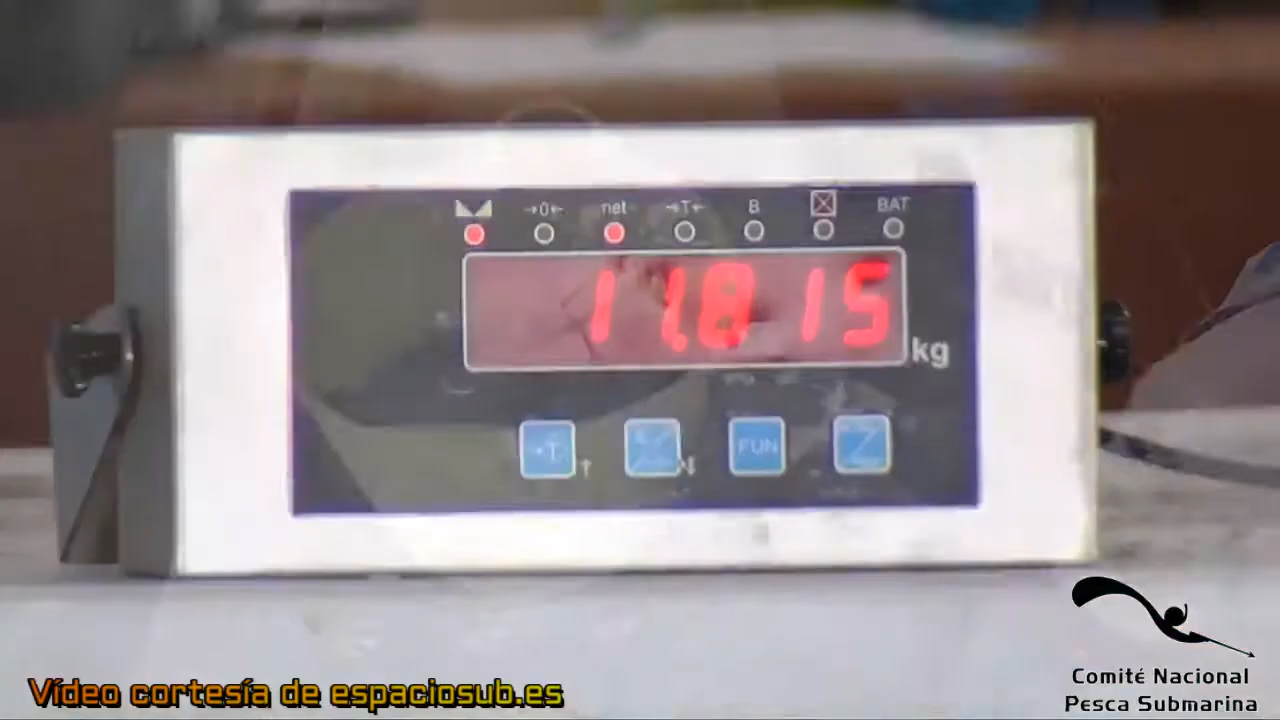 →0← net →T← B BAT
11.815
kg
→T← FUN Z
Vídeo cortesía de espaciosub.es
Comité Nacional
Pesca Submarina